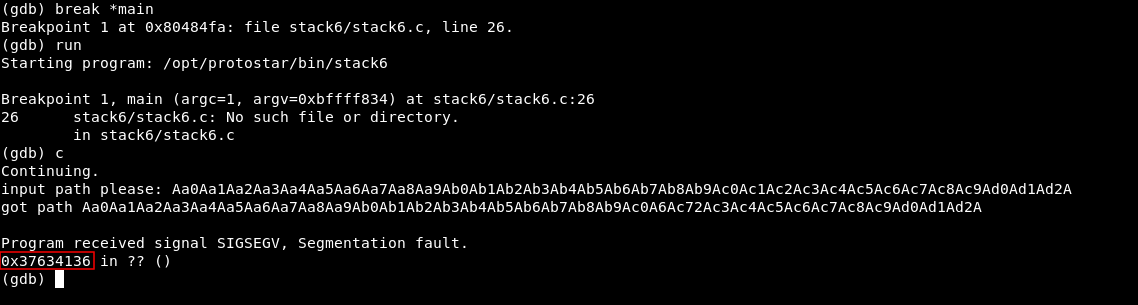 (gdb) break *main
Breakpoint 1 at 0x80484fa: file stack6/stack6.c, line 26.
(gdb) run
Starting program: /opt/protostar/bin/stack6
Breakpoint 1, main (argc=1, argv=0xbffff834) at stack6/stack6.c:26
26      stack6/stack6.c: No such file or directory.
        in stack6/stack6.c
(gdb) c
Continuing.
input path please: Aa0Aa1Aa2Aa3Aa4Aa5Aa6Aa7Aa8Aa9Ab0Ab1Ab2Ab3Ab4Ab5Ab6Ab7Ab8Ab9Ac0Ac1Ac2Ac3Ac4Ac5Ac6Ac7Ac8Ac9Ad0Ad1Ad2A
got path Aa0Aa1Aa2Aa3Aa4Aa5Aa6Aa7Aa8Aa9Ab0Ab1Ab2Ab3Ab4Ab5Ab6Ab7Ab8Ab9Ac0A6Ac72Ac3Ac4Ac5Ac6Ac7Ac8Ac9Ad0Ad1Ad2A
Program received signal SIGSEGV, Segmentation fault.
0x37634136 in ?? ()
(gdb)